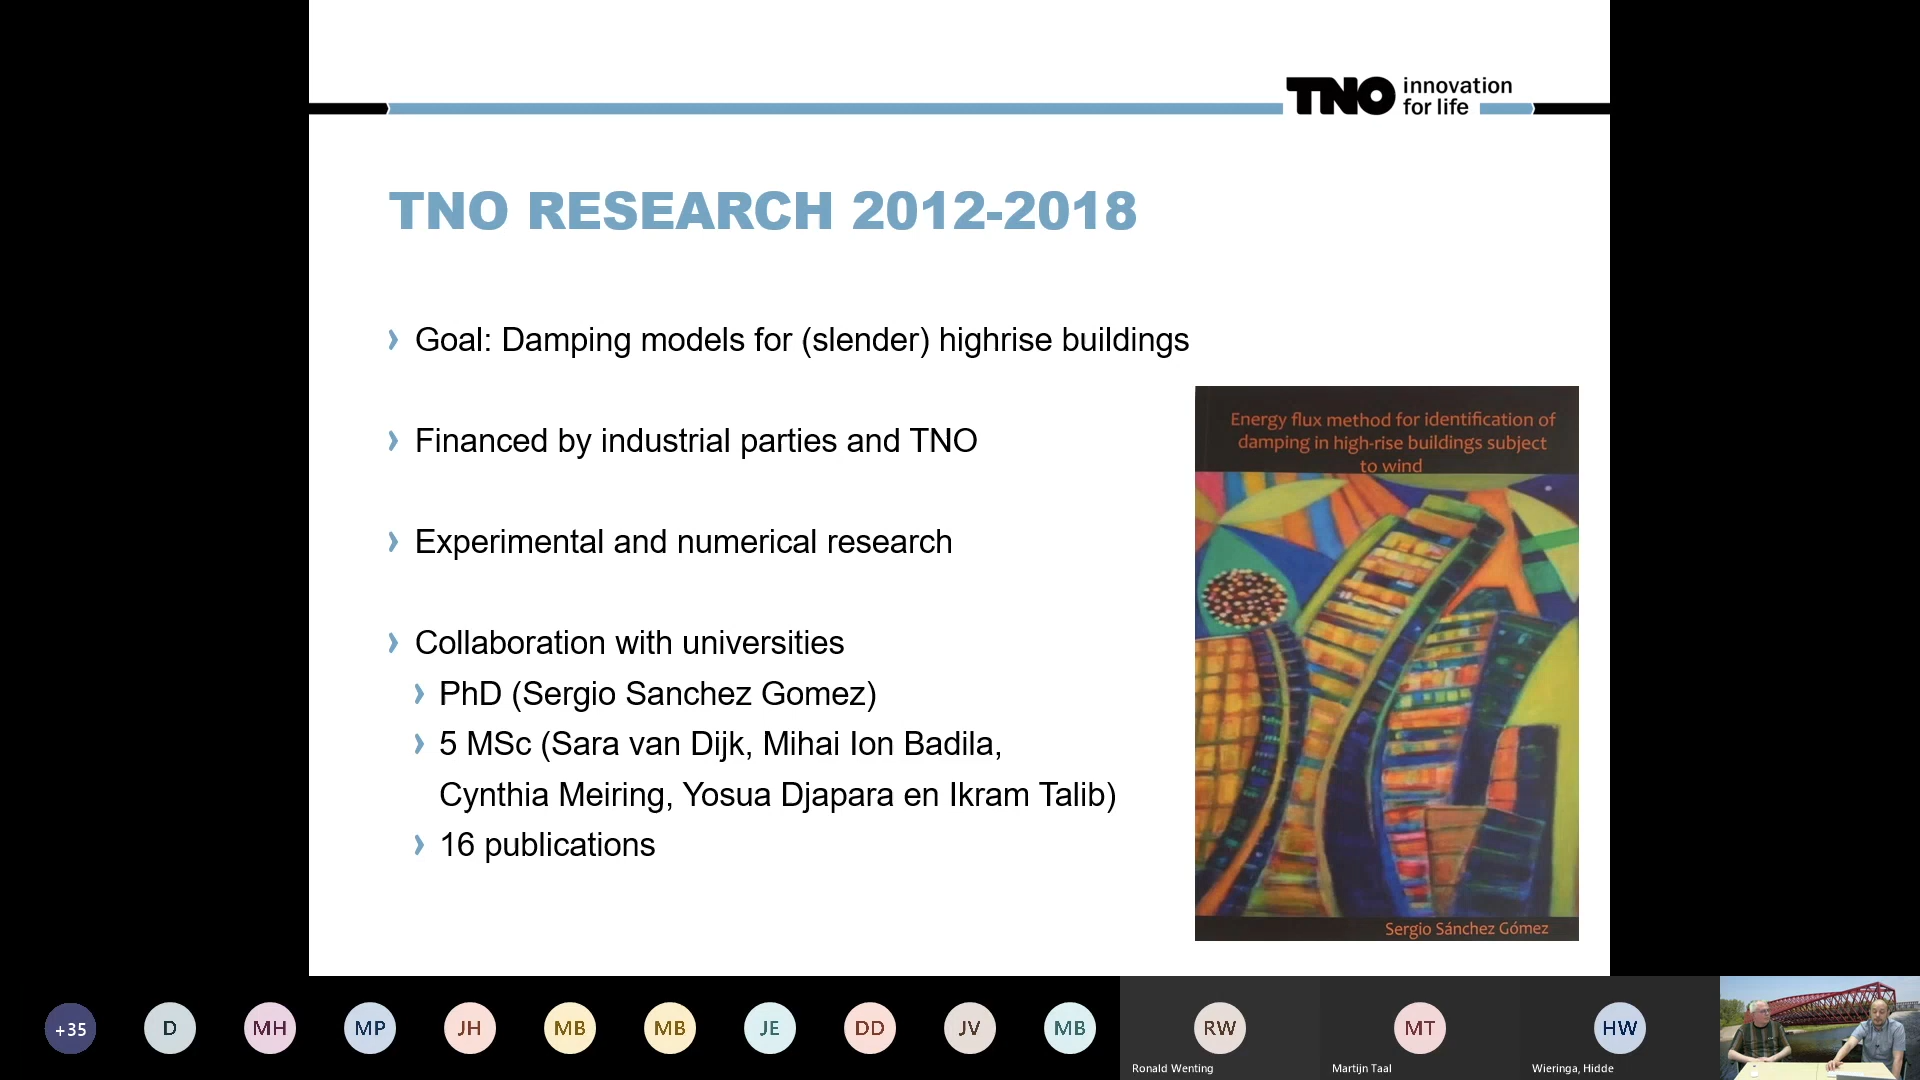 TNO innovation
for life
TNO RESEARCH 2012-2018
Goal: Damping models for (slender) highrise buildings
Financed by industrial parties and TNO
Experimental and numerical research
Collaboration with universities
PhD (Sergio Sanchez Gomez)
5 MSc (Sara van Dijk, Mihai Ion Badila,
Cynthia Meiring, Yosua Djapara en Ikram Talib)
16 publications
Energy flux method for identification of
damping in high-rise buildings subject
to wind
Sergio Sánchez Gómez
+35
D
MH
MP
JH
MB
MB
JE
DD
JV
MB
RW
Ronald Wenting
MT
Martijn Taal
HW
Wieringa, Hidde